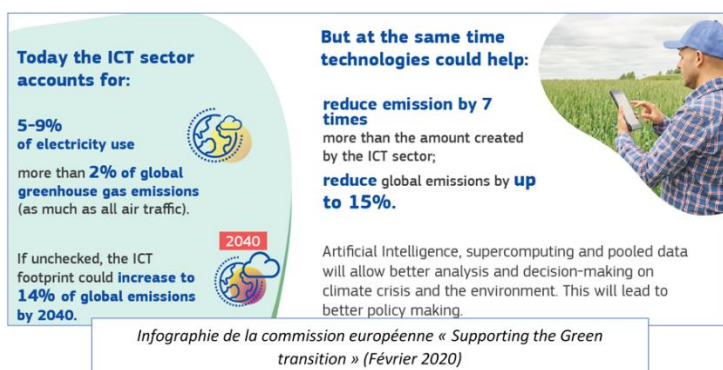 Today the ICT sector
accounts for:
5-9%
of electricity use
more than 2% of global
greenhouse gas emissions
(as much as all air traffic).
2040
If unchecked, the ICT
footprint could increase to
14% of global emissions
by 2040.
But at the same time
technologies could help:
reduce emission by 7
times
more than the amount created
by the ICT sector;
reduce global emissions by up
to 15%.
Artificial Intelligence, supercomputing and pooled data
will allow better analysis and decision-making on
climate crisis and the environment. This will lead to
better policy making.
Infographie de la commission européenne « Supporting the Green
transition » (Février 2020)